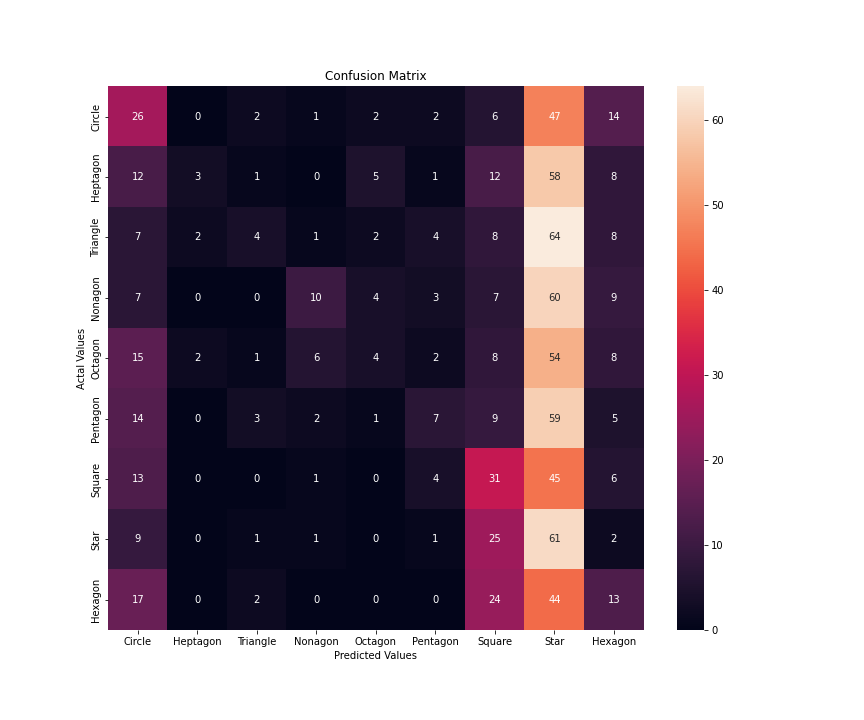 Confusion Matrix
Circle 26 0 2 1 2 2 6 47 14
Heptagon 12 3 1 0 5 1 12 58 8
Triangle 7 2 4 1 2 4 8 64 8
Nonagon 7 0 0 10 4 3 7 60 9
Octagon 15 2 1 6 4 2 8 54 8
Pentagon 14 0 3 2 1 7 9 59 5
Square 13 0 0 1 0 4 31 45 6
Star 9 0 1 1 0 1 25 61 2
Hexagon 17 0 2 0 0 0 24 44 13
Actal Values
Circle Heptagon Triangle Nonagon Octagon Pentagon Square Star Hexagon
Predicted Values
60
50
40
30
20
10
0